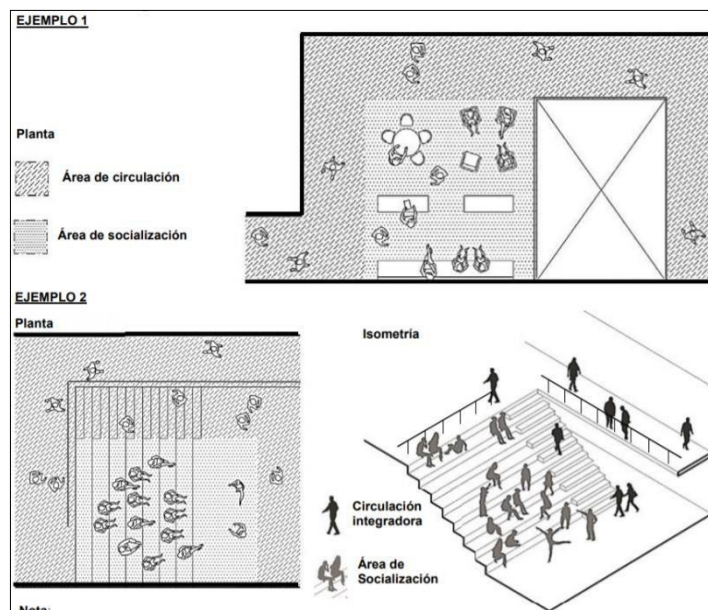 EJEMPLO 1
Planta
Área de circulación
Área de socialización
EJEMPLO 2
Planta
Isometría
Circulación
integradora
Área de
Socialización
Nota: